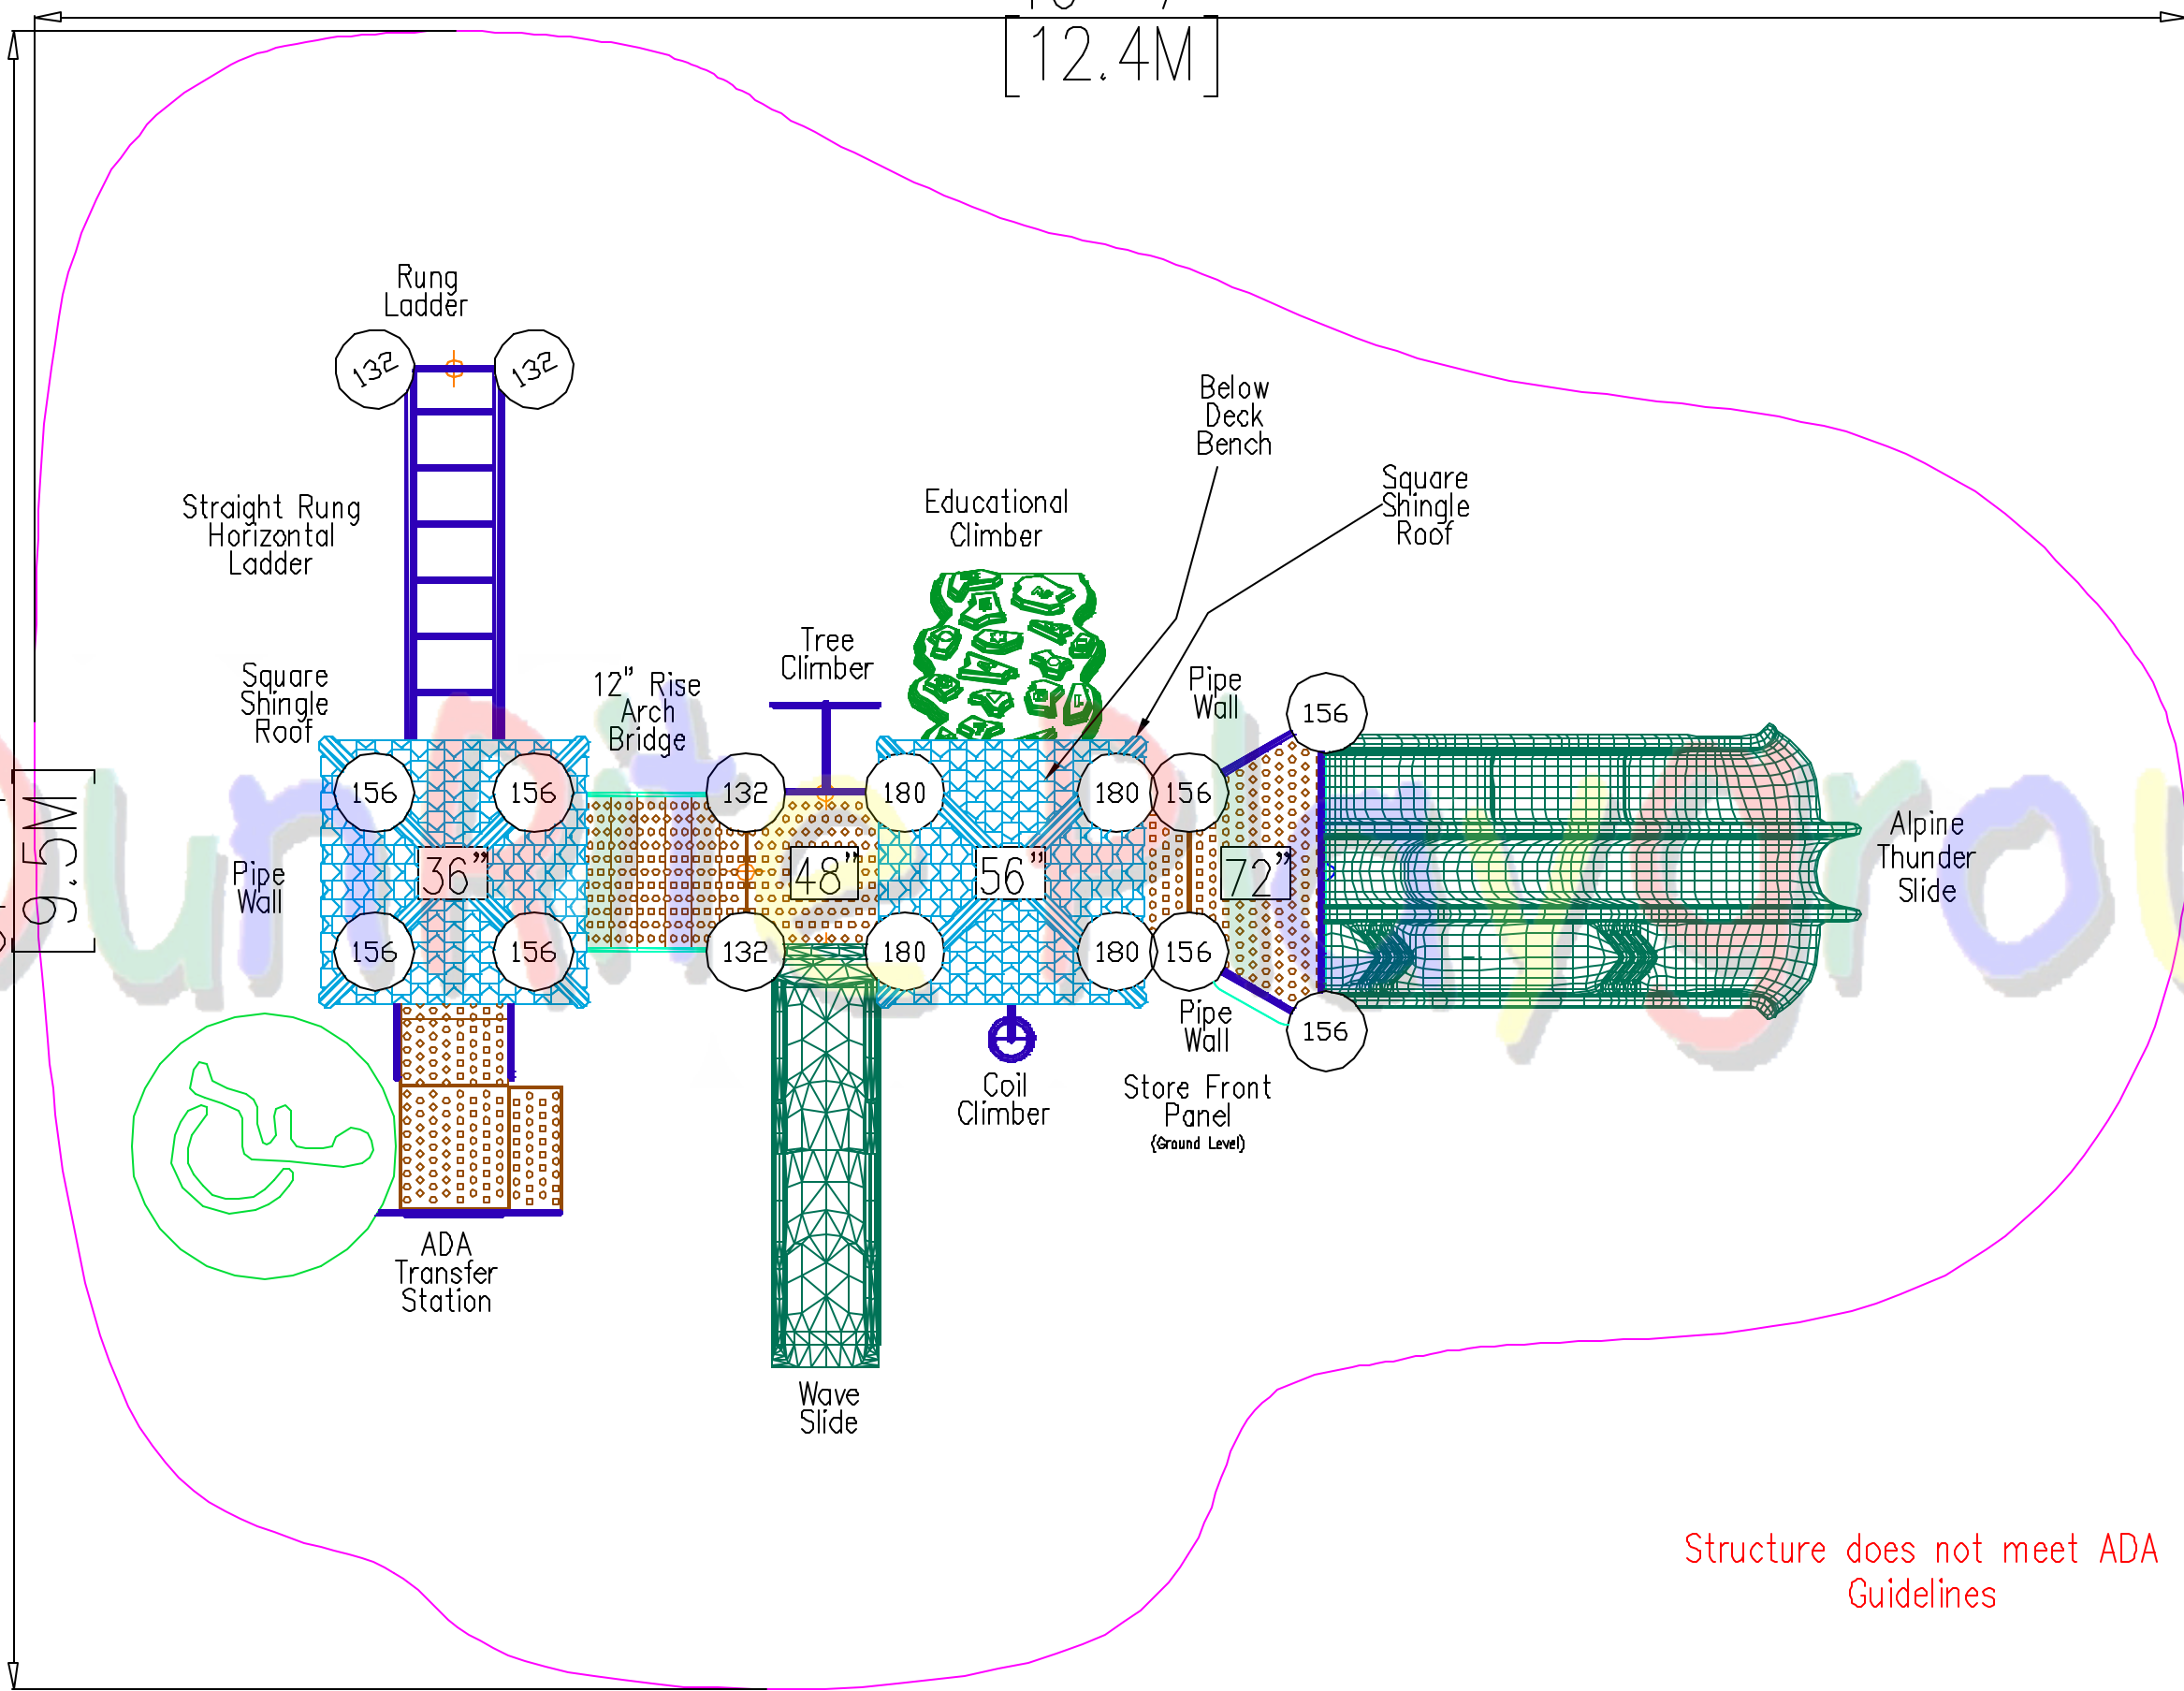 [12.4M]
Rung
Ladder
132
132
Below
Deck
Bench
Square
Shingle
Roof
Straight Rung
Horizontal
Ladder
Educational
Climber
Tree
Climber
Square
Shingle
Roof
12" Rise
Arch
Bridge
Pipe
Wall
156
156
156
132
180
180
156
[9.5M]
Pipe
Wall
36"
48"
56"
72"
Alpine
Thunder
Slide
156
156
132
180
180
156
156
Pipe
Wall
Coil
Climber
Store Front
Panel
(Ground Level)
ADA
Transfer
Station
Wave
Slide
Structure does not meet ADA
Guidelines